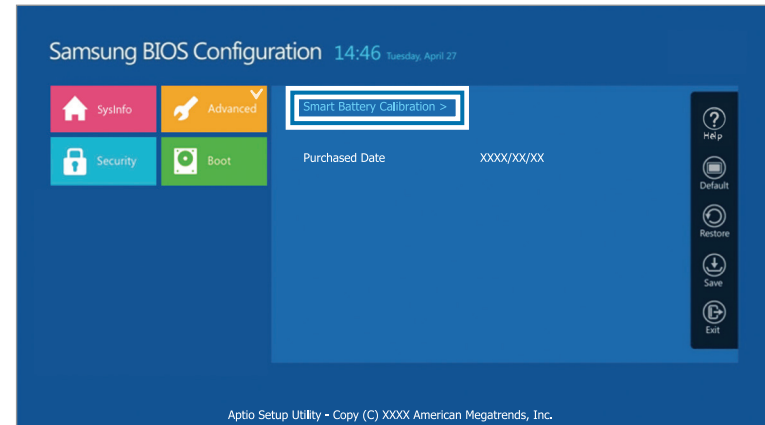 Samsung BIOS Configuration 14:46 Tuesday, April 27
SysInfo
Advanced
Security
Boot
Smart Battery Calibration >
Purchased Date XXXX/XX/XX
Help
Default
Restore
Save
Exit
Aptio Setup Utility - Copy (C) XXXX American Megatrends, Inc.